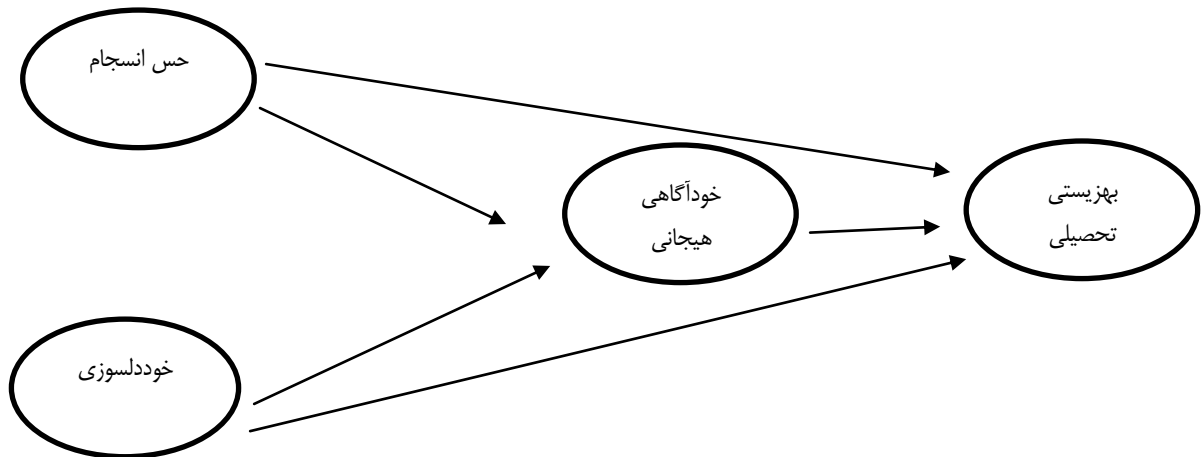 حس انسجام
خودآگاهی
هیجانی
بهزیستی
تحصیلی
خوددلسوزی